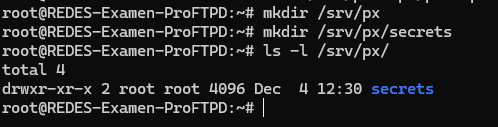 root@REDES-Examen-ProFTPD:~# mkdir /srv/px
root@REDES-Examen-ProFTPD:~# mkdir /srv/px/secrets
root@REDES-Examen-ProFTPD:~# ls -l /srv/px/
total 4
drwxr-xr-x 2 root root 4096 Dec  4 12:30 secrets
root@REDES-Examen-ProFTPD:~#